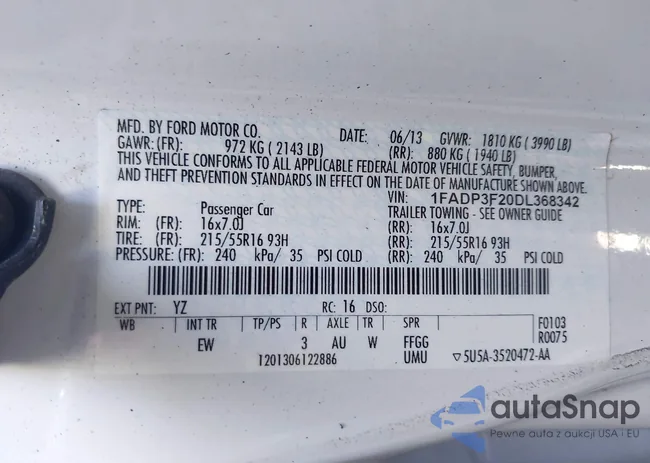 MFD. BY FORD MOTOR CO. DATE: 06/13 GVWR: 1810 KG ( 3990 LB)
GAWR: (FR): 972 KG ( 2143 LB) (RR): 880 KG ( 1940 LB)
THIS VEHICLE CONFORMS TO ALL APPLICABLE FEDERAL MOTOR VEHICLE SAFETY, BUMPER,
AND THEFT PREVENTION STANDARDS IN EFFECT ON THE DATE OF MANUFACTURE SHOWN ABOVE.
VIN: 1FADP3F20DL368342
TYPE: Passenger Car TRAILER TOWING - SEE OWNER GUIDE
RIM: (FR): 16x7.0J (RR): 16x7.0J
TIRE: (FR): 215/55R16 93H (RR): 215/55R16 93H
PRESSURE: (FR): 240 kPa/ 35 PSI COLD (RR): 240 kPa/ 35 PSI COLD
EXT PNT: YZ RC: 16 DSO:
WB INT TR TP/PS R AXLE TR SPR F0103
EW 3 AU W FFGG R0075
1201306122886 UMU ▽5U5A-3520472-AA
autoSnap
Pewne auta z aukcji USA i EU